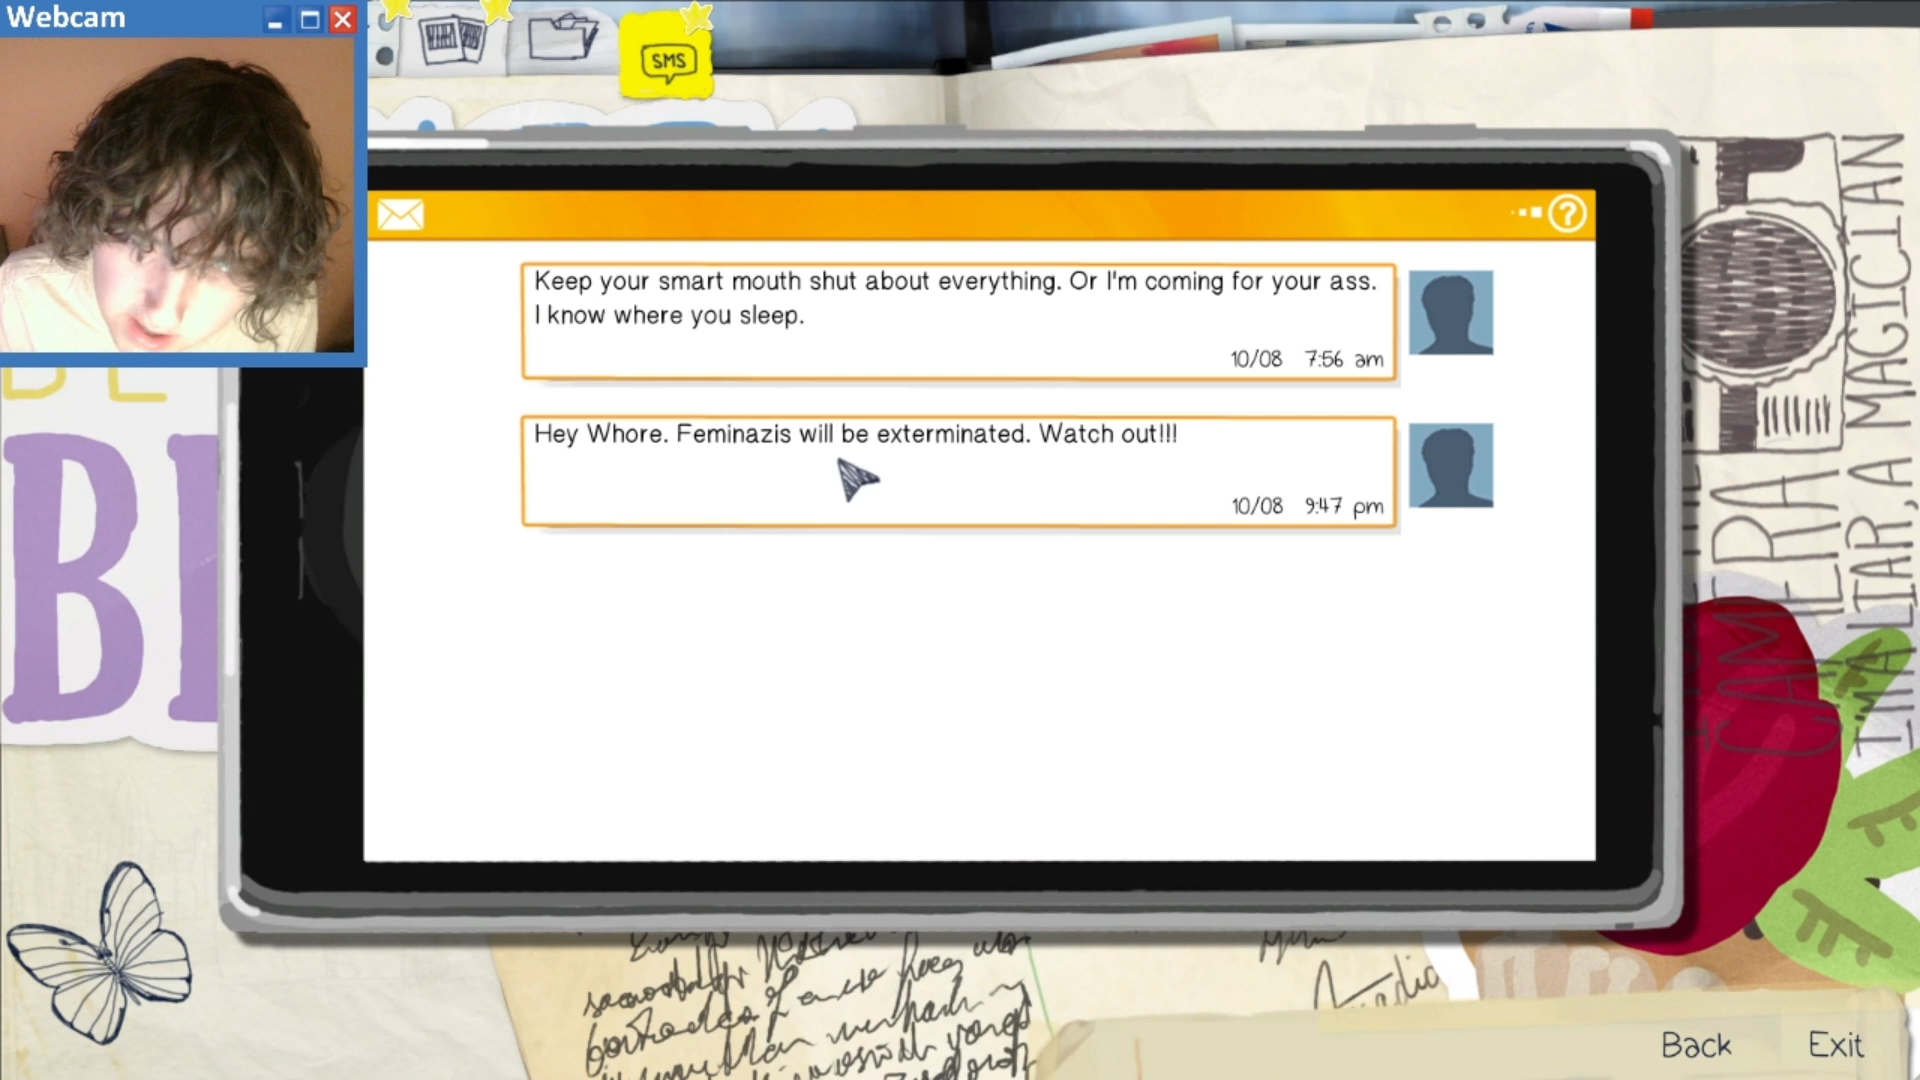 Webcam
SMS
Keep your smart mouth shut about everything. Or I'm coming for your ass.
I know where you sleep.
10/08 7:56 am
Hey Whore. Feminazis will be exterminated. Watch out!!!
10/08 9:47 pm
I'M A LIAR, A MAGICIAN
Back
Exit